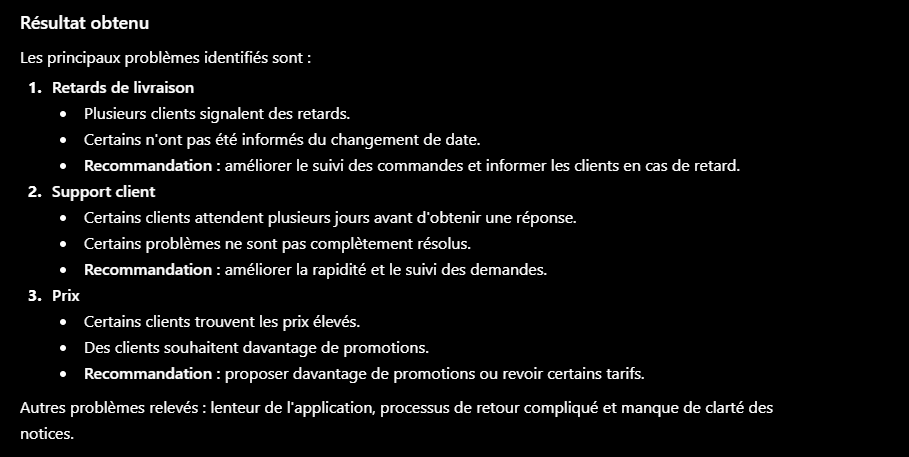 Résultat obtenu
Les principaux problèmes identifiés sont :
1. Retards de livraison
• Plusieurs clients signalent des retards.
• Certains n'ont pas été informés du changement de date.
• Recommandation : améliorer le suivi des commandes et informer les clients en cas de retard.
2. Support client
• Certains clients attendent plusieurs jours avant d'obtenir une réponse.
• Certains problèmes ne sont pas complètement résolus.
• Recommandation : améliorer la rapidité et le suivi des demandes.
3. Prix
• Certains clients trouvent les prix élevés.
• Des clients souhaitent davantage de promotions.
• Recommandation : proposer davantage de promotions ou revoir certains tarifs.
Autres problèmes relevés : lenteur de l'application, processus de retour compliqué et manque de clarté des
notices.